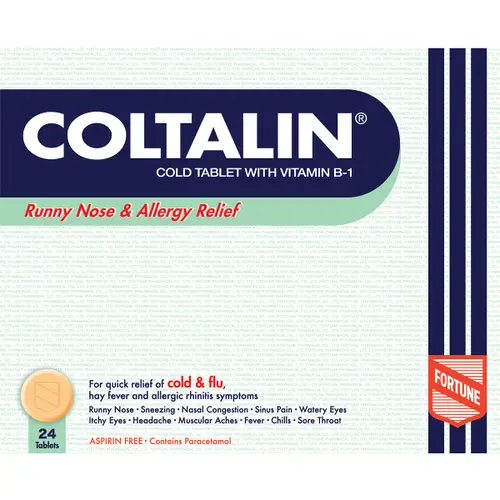 COLTALIN®
COLD TABLET WITH VITAMIN B-1
Runny Nose & Allergy Relief
For quick relief of cold & flu,
hay fever and allergic rhinitis symptoms
Runny Nose • Sneezing • Nasal Congestion • Sinus Pain • Watery Eyes
Itchy Eyes • Headache • Muscular Aches • Fever • Chills • Sore Throat
24
Tablets
ASPIRIN FREE • Contains Paracetamol
FORTUNE